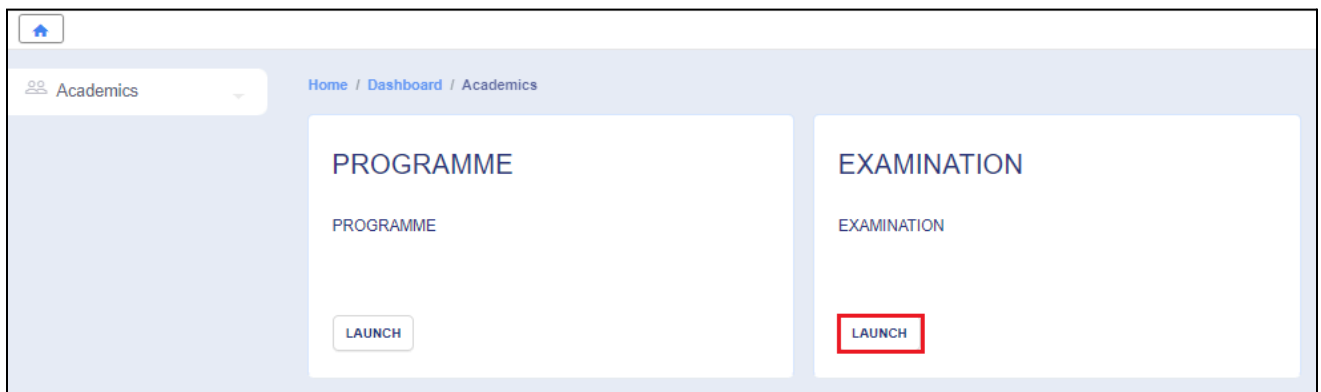 Academics
Home / Dashboard / Academics
PROGRAMME
PROGRAMME
LAUNCH
EXAMINATION
EXAMINATION
LAUNCH